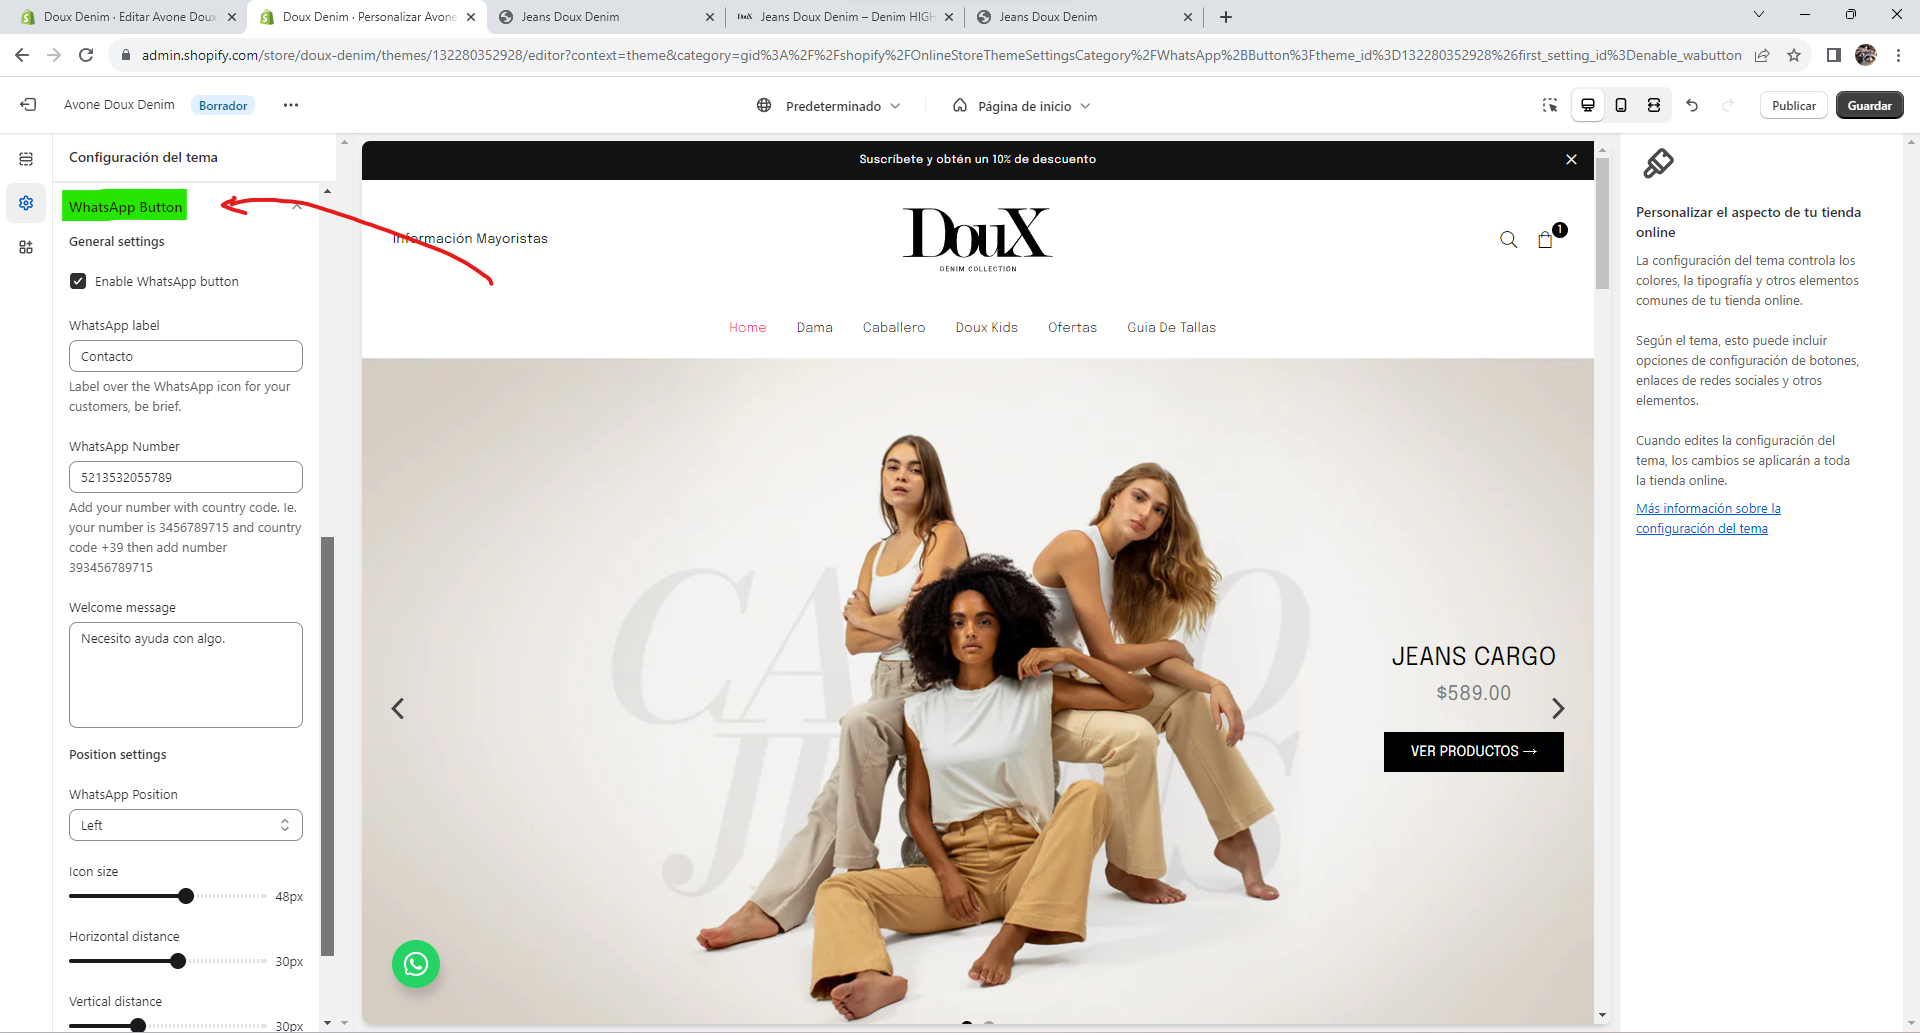 Doux Denim · Editar Avone Doux
Doux Denim · Personalizar Avone
Jeans Doux Denim
DouX
Jeans Doux Denim – Denim HIGH
Jeans Doux Denim
admin.shopify.com/store/doux-denim/themes/132280352928/editor?context=theme&category=gid%3A%2F%2Fshopify%2FOnlineStoreThemeSettingsCategory%2FWhatsApp%2BButton%3Ftheme_id%3D132280352928%26first_setting_id%3Denable_wabutton
Avone Doux Denim
Borrador
Predeterminado
Página de inicio
Publicar
Guardar
Configuración del tema
WhatsApp Button
General settings
Enable WhatsApp button
WhatsApp label
Contacto
Label over the WhatsApp icon for your
customers, be brief.
WhatsApp Number
5213532055789
Add your number with country code. Ie.
your number is 3456789715 and country
code +39 then add number
393456789715
Welcome message
Necesito ayuda con algo.
Position settings
WhatsApp Position
Left
Icon size
48px
Horizontal distance
30px
Vertical distance
30px
Suscríbete y obtén un 10% de descuento
Información Mayoristas
DouX
DENIM COLLECTION
1
Home
Dama
Caballero
Doux Kids
Ofertas
Guia De Tallas
JEANS CARGO
$589.00
VER PRODUCTOS →
Personalizar el aspecto de tu tienda
online
La configuración del tema controla los
colores, la tipografía y otros elementos
comunes de tu tienda online.
Según el tema, esto puede incluir
opciones de configuración de botones,
enlaces de redes sociales y otros
elementos.
Cuando edites la configuración del
tema, los cambios se aplicarán a toda
la tienda online.
Más información sobre la
configuración del tema